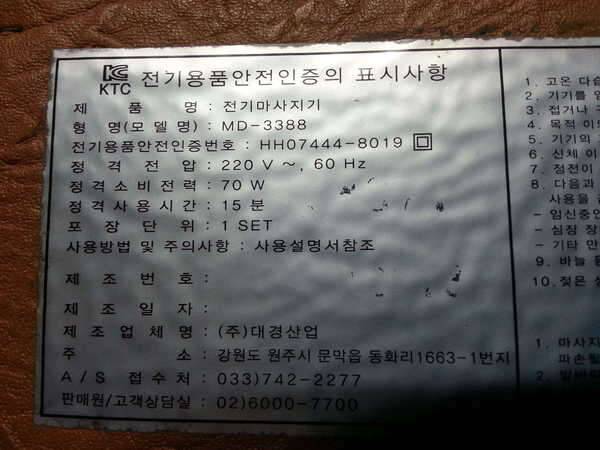 KC
KTC 전기용품안전인증의 표시사항
제 품 명 : 전기마사지기
형 명(모델명) : MD-3388
전기용품안전인증번호 : HH07444-8019
정 격 전 압 : 220 V ~, 60 Hz
정격소비전력 : 70 W
정격사용시간 : 15 분
포 장 단 위 : 1 SET
사용방법 및 주의사항 : 사용설명서참조
제 조 번 호 :
제 조 일 자 :
제 조 업 체 명 : (주)대경산업
주 소 : 강원도 원주시 문막읍 동화리1663-1번지
A / S 접 수 처 : 033)742-2277
판매원/고객상담실 : 02)6000-7700
1. 고온 다습
2. 기기를
3. 접거나
4. 목적 이
5. 기기의
6. 신체 이
7. 정전이
8. 다음과
사용을
- 임신중인
- 심장 장
- 기타 만
9. 바늘
10. 젖은
1. 마사지
파손될
2.